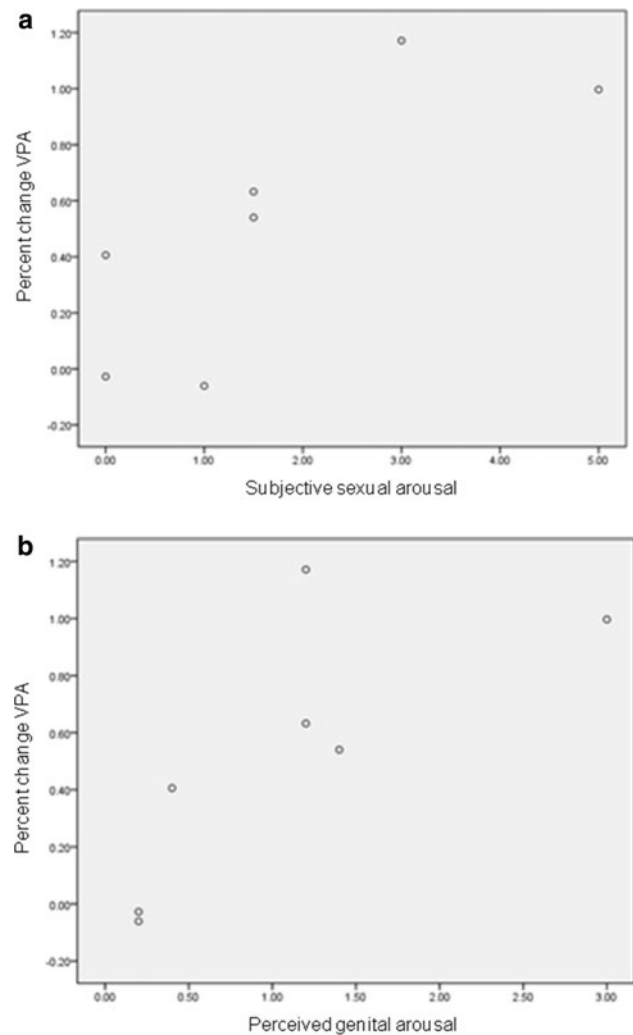 a
1.20
1.00
0.80
0.60
0.40
0.20
0.00
-0.20
Percent change VPA
0.00 1.00 2.00 3.00 4.00 5.00
Subjective sexual arousal
b
1.20
1.00
0.80
0.60
0.40
0.20
0.00
-0.20
Percent change VPA
0.00 0.50 1.00 1.50 2.00 2.50 3.00
Perceived genital arousal